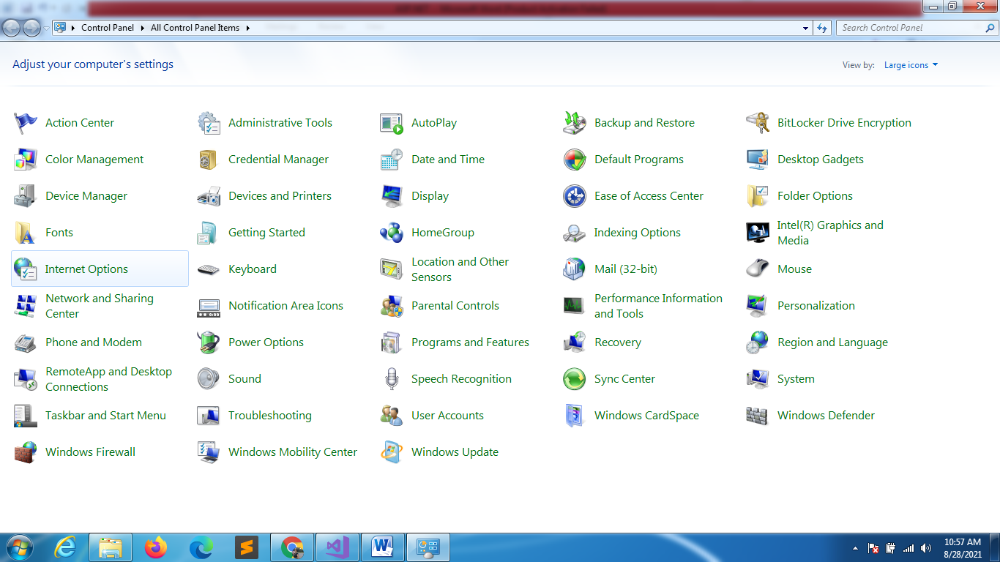 Control Panel All Control Panel Items
Search Control Panel
Adjust your computer's settings
View by: Large icons
Action Center
Administrative Tools
AutoPlay
Backup and Restore
BitLocker Drive Encryption
Color Management
Credential Manager
Date and Time
Default Programs
Desktop Gadgets
Device Manager
Devices and Printers
Display
Ease of Access Center
Folder Options
Fonts
Getting Started
HomeGroup
Indexing Options
Intel(R) Graphics and
Media
Internet Options
Keyboard
Location and Other
Sensors
Mail (32-bit)
Mouse
Network and Sharing
Center
Notification Area Icons
Parental Controls
Performance Information
and Tools
Personalization
Phone and Modem
Power Options
Programs and Features
Recovery
Region and Language
RemoteApp and Desktop
Connections
Sound
Speech Recognition
Sync Center
System
Taskbar and Start Menu
Troubleshooting
User Accounts
Windows CardSpace
Windows Defender
Windows Firewall
Windows Mobility Center
Windows Update
10:57 AM
8/28/2021